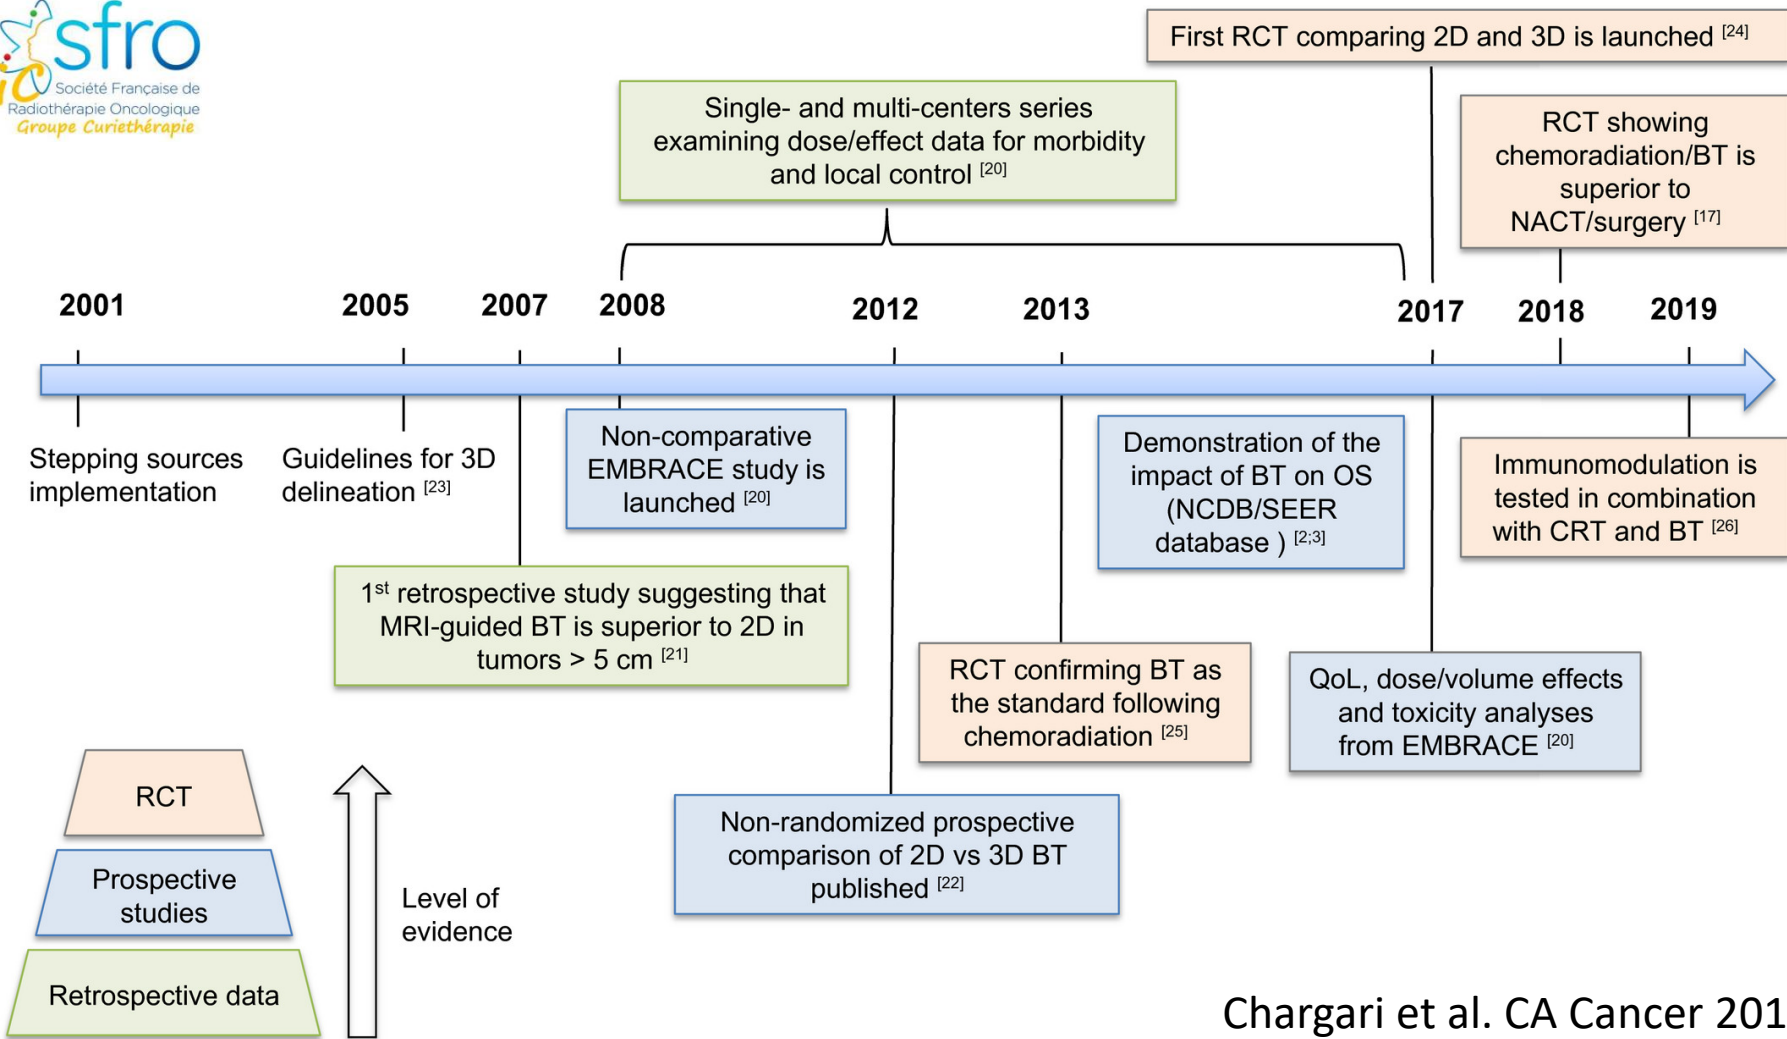 sfro
Société Française de
Radiothérapie Oncologique
Groupe Curiethérapie
First RCT comparing 2D and 3D is launched [24]
Single- and multi-centers series
examining dose/effect data for morbidity
and local control [20]
RCT showing
chemoradiation/BT is
superior to
NACT/surgery [17]
2001
2005
2007
2008
2012
2013
2017
2018
2019
Stepping sources
implementation
Guidelines for 3D
delineation [23]
Non-comparative
EMBRACE study is
launched [20]
Demonstration of the
impact of BT on OS
(NCDB/SEER
database ) [2;3]
Immunomodulation is
tested in combination
with CRT and BT [26]
1st retrospective study suggesting that
MRI-guided BT is superior to 2D in
tumors > 5 cm [21]
RCT confirming BT as
the standard following
chemoradiation [25]
QoL, dose/volume effects
and toxicity analyses
from EMBRACE [20]
Non-randomized prospective
comparison of 2D vs 3D BT
published [22]
RCT
Prospective
studies
Retrospective data
Level of
evidence
Chargari et al. CA Cancer 201